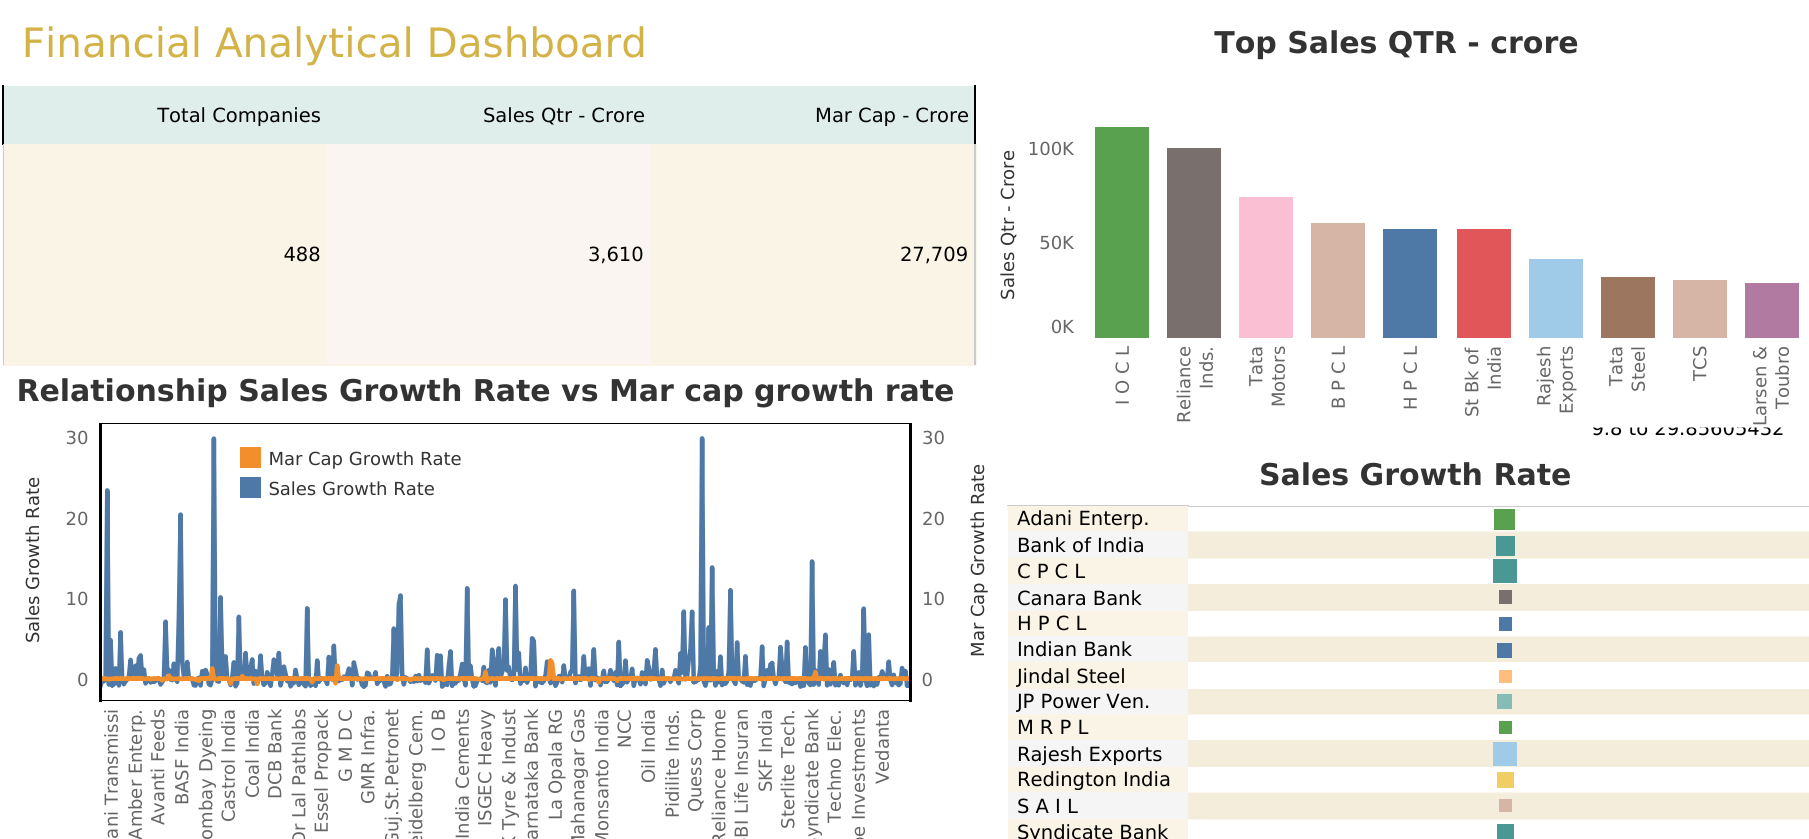 Financial Analytical Dashboard
Total Companies Sales Qtr - Crore Mar Cap - Crore
488 3,610 27,709
Top Sales QTR - crore
Sales Qtr - Crore
100K
50K
0K
I O C L
Reliance
Inds.
Tata
Motors
B P C L
H P C L
St Bk of
India
Rajesh
Exports
Tata
Steel
TCS
Larsen &
Toubro
9.8 to 29.85605432
Relationship Sales Growth Rate vs Mar cap growth rate
Mar Cap Growth Rate
Sales Growth Rate
Sales Growth Rate
30
20
10
0
30
20
10
0
Mar Cap Growth Rate
ani Transmissi
Amber Enterp.
Avanti Feeds
BASF India
ombay Dyeing
Castrol India
Coal India
DCB Bank
Dr Lal Pathlabs
Essel Propack
G M D C
GMR Infra.
Guj.St.Petronet
eidelberg Cem.
I O B
India Cements
ISGEC Heavy
Tyre & Indust
arnataka Bank
La Opala RG
Mahanagar Gas
Monsanto India
NCC
Oil India
Pidilite Inds.
Quess Corp
Reliance Home
BI Life Insuran
SKF India
Sterlite Tech.
yndicate Bank
Techno Elec.
be Investments
Vedanta
Sales Growth Rate
Adani Enterp.
Bank of India
C P C L
Canara Bank
H P C L
Indian Bank
Jindal Steel
JP Power Ven.
M R P L
Rajesh Exports
Redington India
S A I L
Syndicate Bank